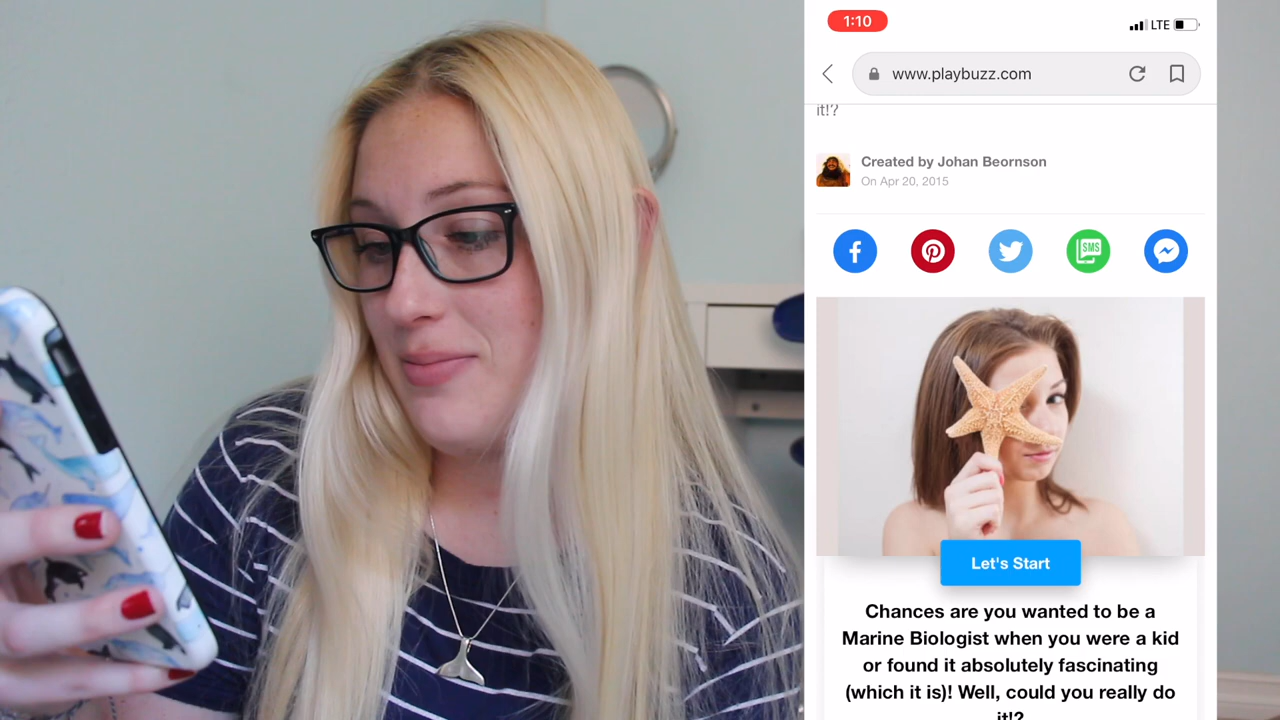 1:10
LTE
www.playbuzz.com
it!?
Created by Johan Beornson
On Apr 20, 2015
SMS
Let's Start
Chances are you wanted to be a
Marine Biologist when you were a kid
or found it absolutely fascinating
(which it is)! Well, could you really do
it!?